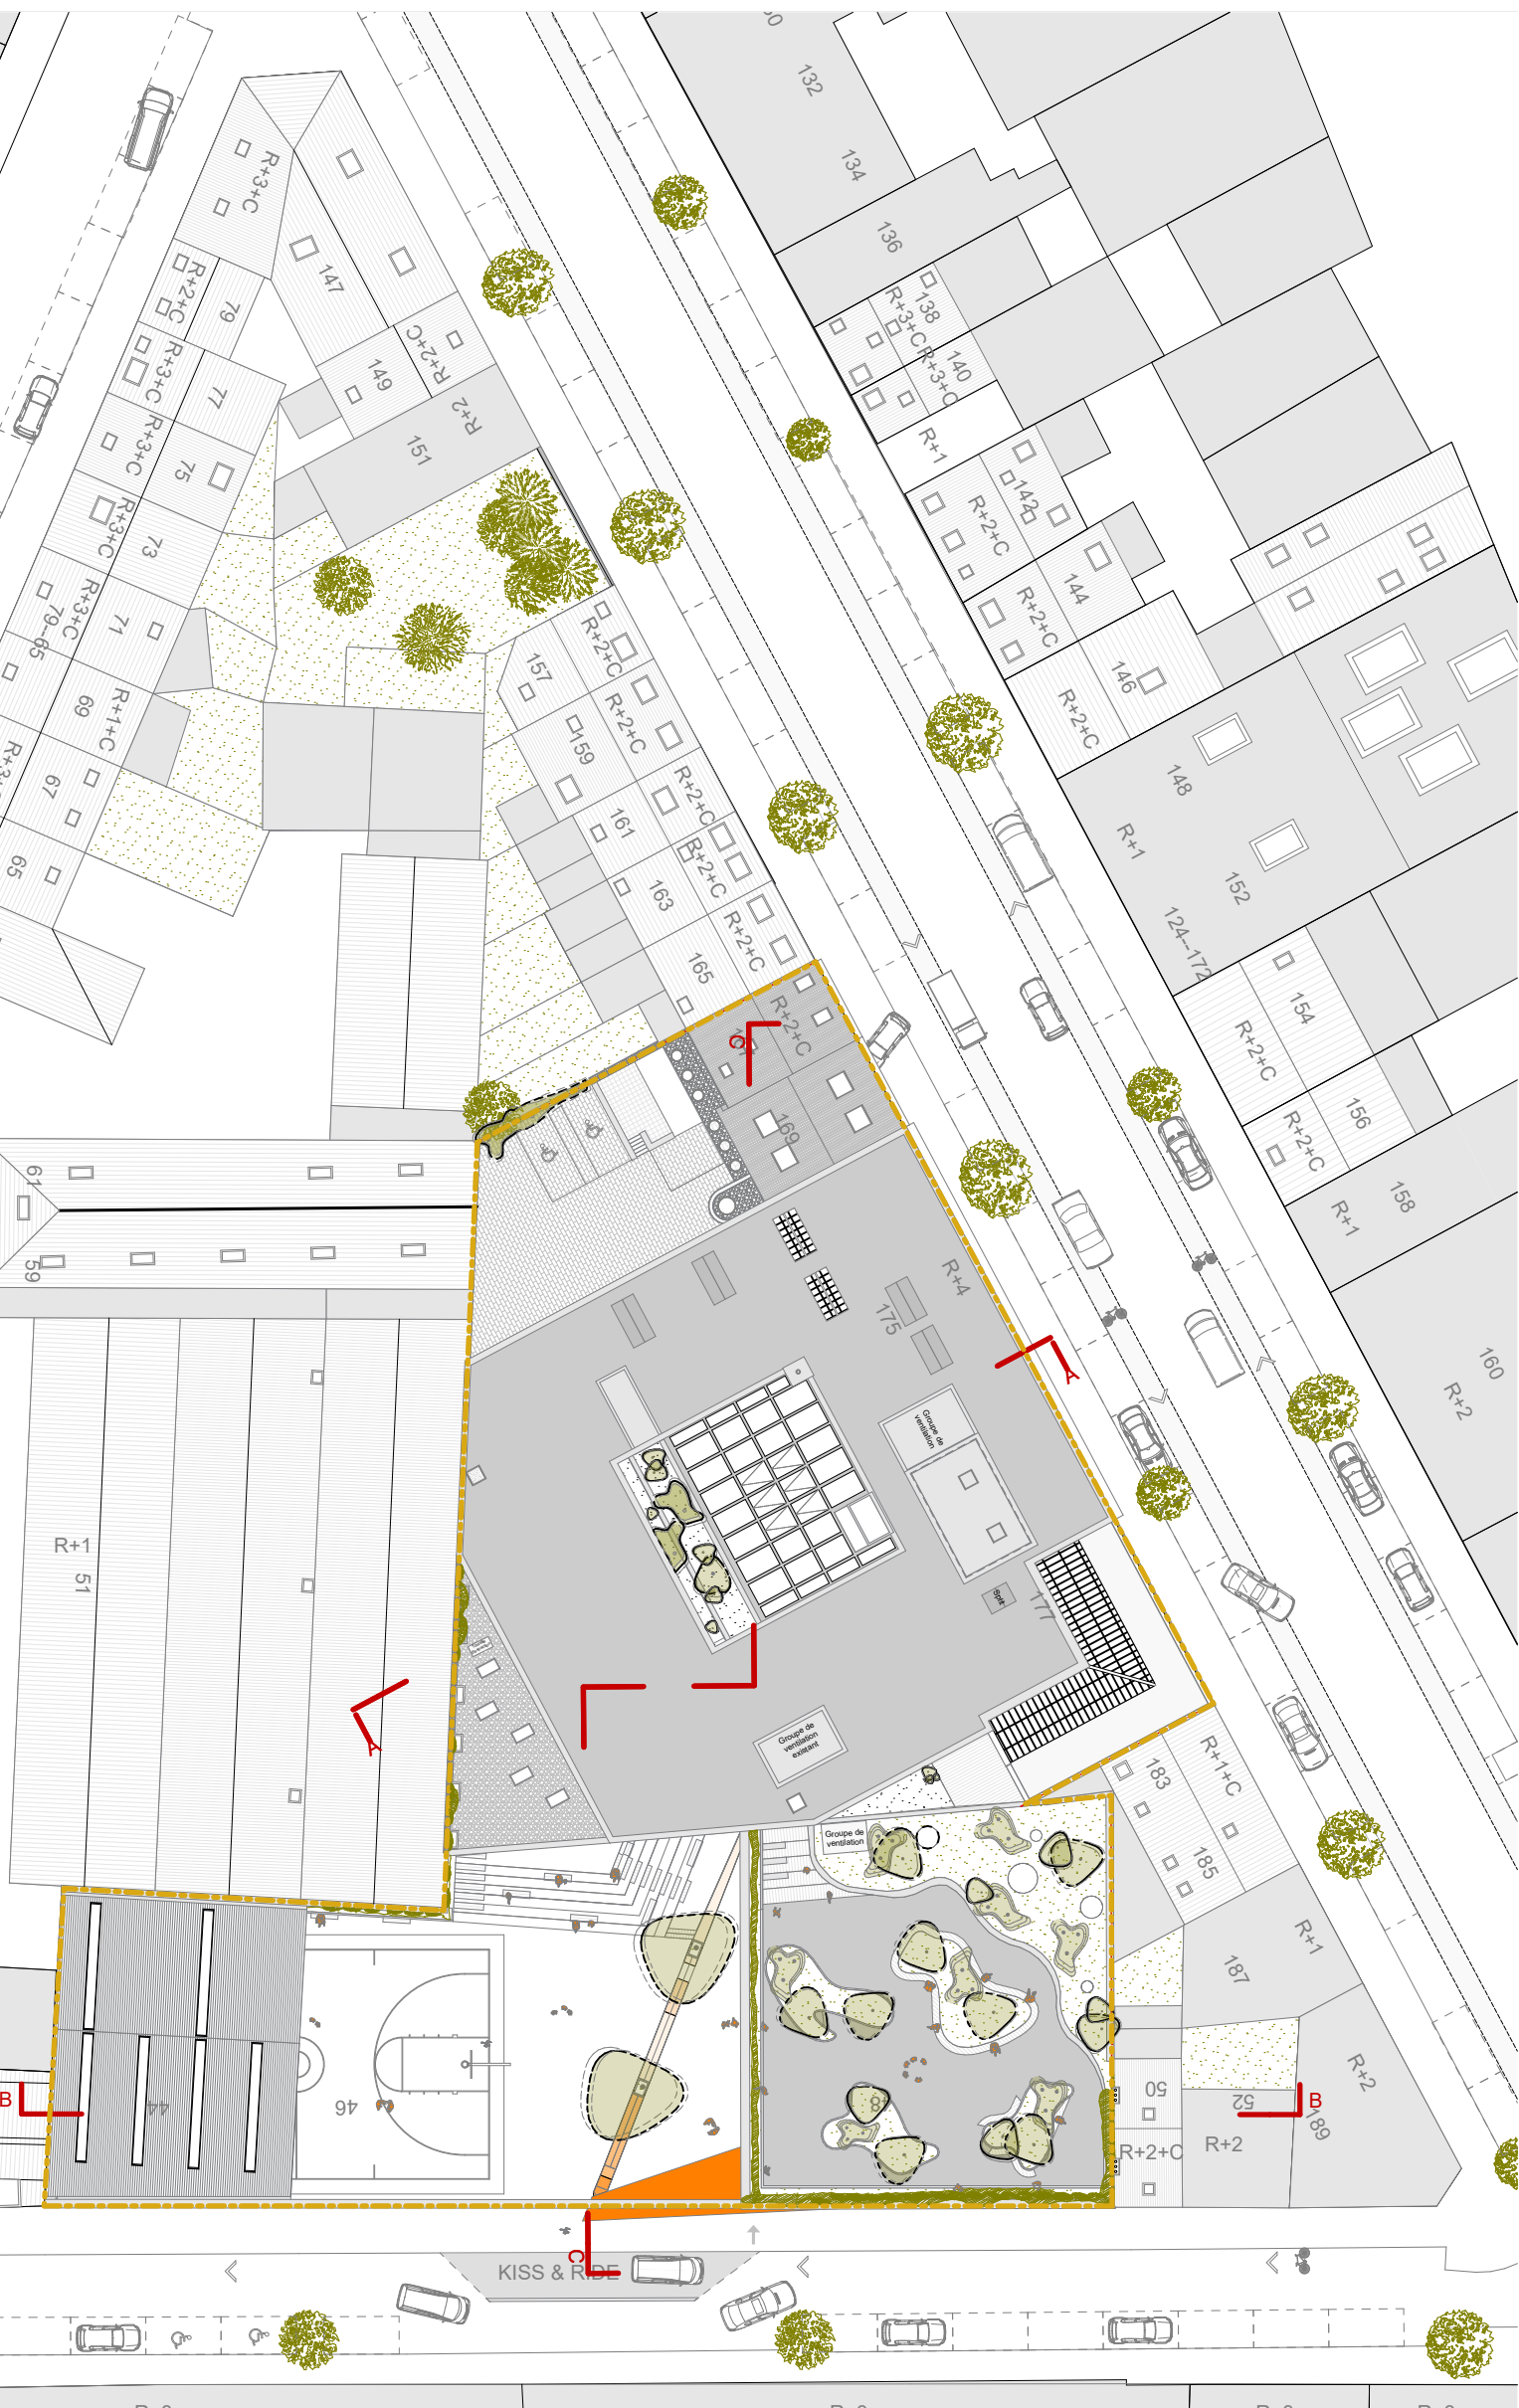 132
134
136
R+3+C
138
R+3+C
140
R+3+C
147
R+2+C
79
R+2+C
149
R+3+C
77
R+2
151
R+1
R+3+C
75
142
R+2+C
R+3+C
73
144
R+2+C
R+3+C
79-65
71
R+2+C
157
146
R+2+C
69
R+1+C
R+2+C
159
148
67
R+2+C
161
R+1
65
R+2+C
163
152
R+2+C
165
124--172
154
R+2+C
R+2+C
C
156
R+2+C
169
61
158
R+1
59
R+4
175
A
160
R+2
Groupe de
ventilation
R+1
51
Split
177
A
Groupe de
ventilation
existant
183
R+1+C
Groupe de
ventilation
185
R+1
187
R+2
B
44
46
50
52
B
189
R+2+C
R+2
C
KISS & RIDE